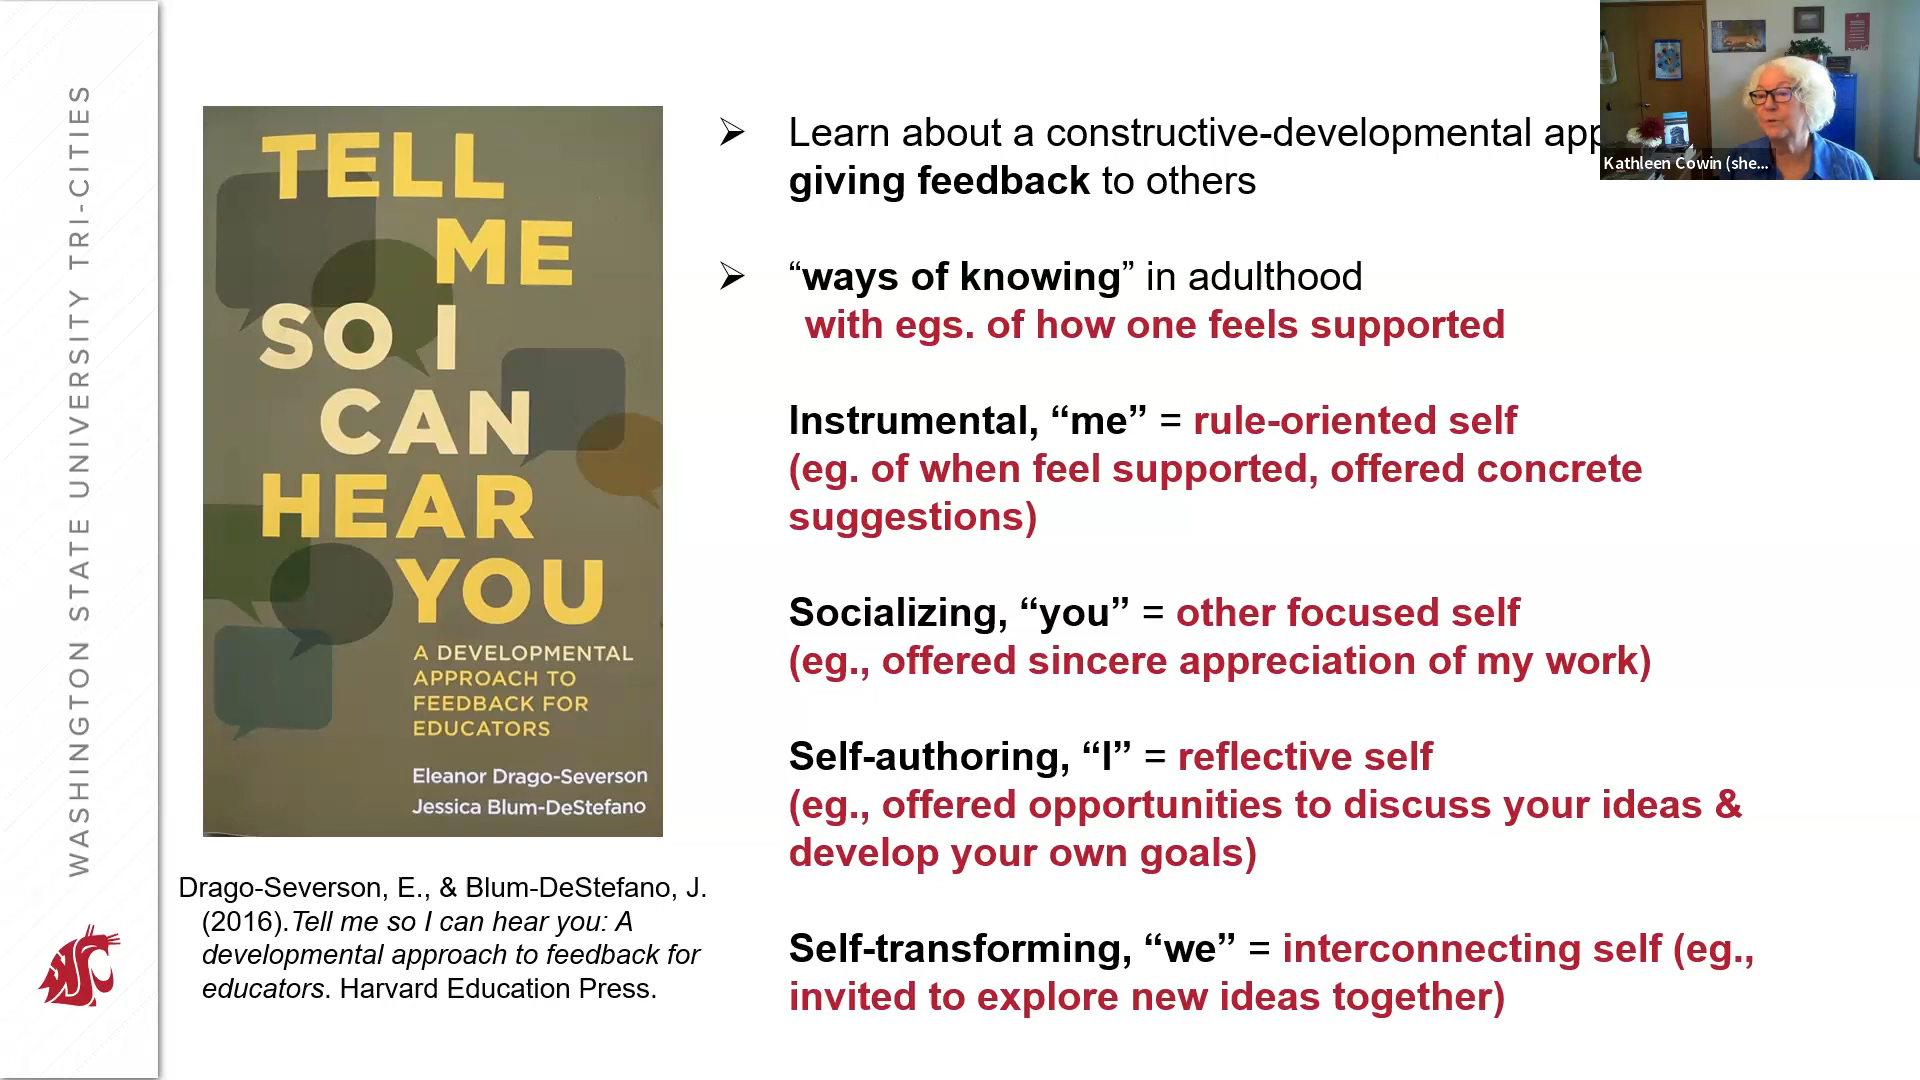 WASHINGTON STATE UNIVERSITY TRI-CITIES
TELL
ME
SO I
CAN
HEAR
YOU
A DEVELOPMENTAL
APPROACH TO
FEEDBACK FOR
EDUCATORS
Eleanor Drago-Severson
Jessica Blum-DeStefano
Drago-Severson, E., & Blum-DeStefano, J.
(2016).Tell me so I can hear you: A
developmental approach to feedback for
educators. Harvard Education Press.
➢ Learn about a constructive-developmental
giving feedback to others
➢ “ways of knowing” in adulthood
with egs. of how one feels supported
Instrumental, “me” = rule-oriented self
(eg. of when feel supported, offered concrete
suggestions)
Socializing, “you” = other focused self
(eg., offered sincere appreciation of my work)
Self-authoring, “I” = reflective self
(eg., offered opportunities to discuss your ideas &
develop your own goals)
Self-transforming, “we” = interconnecting self (eg.,
invited to explore new ideas together)
Kathleen Cowin (she...